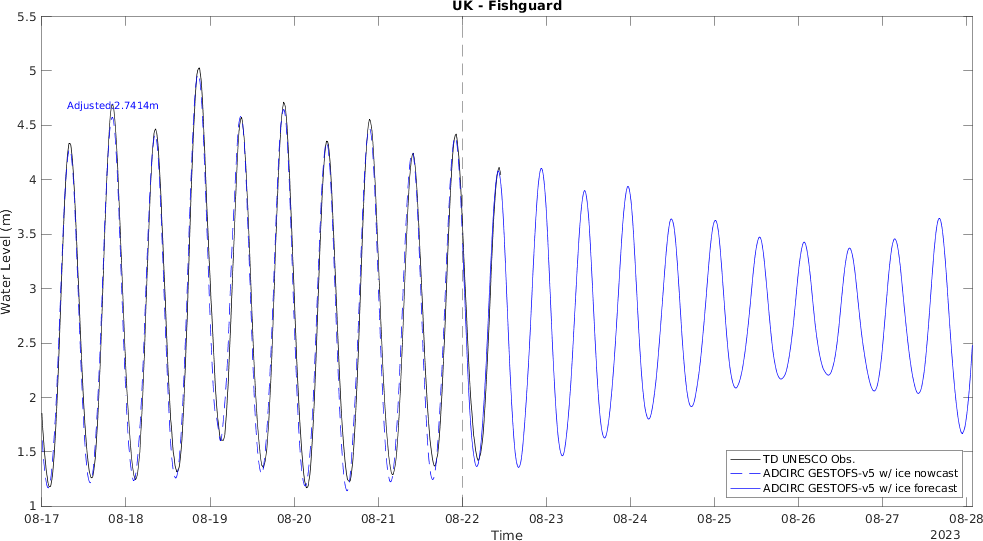 UK - Fishguard
5.5
5
4.5
4
3.5
3
2.5
2
1.5
1
Water Level (m)
Adjusted:2.7414m
TD UNESCO Obs.
ADCIRC GESTOFS-v5 w/ ice nowcast
ADCIRC GESTOFS-v5 w/ ice forecast
08-17 08-18 08-19 08-20 08-21 08-22 08-23 08-24 08-25 08-26 08-27 08-28
Time
2023